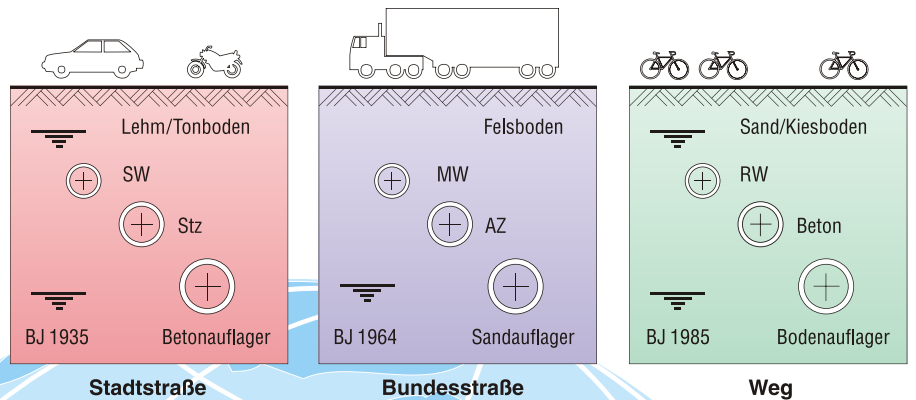 Lehm/Tonboden
SW
Stz
BJ 1935
Betonauflager
Stadtstraße
Felsboden
MW
AZ
BJ 1964
Sandauflager
Bundesstraße
Sand/Kiesboden
RW
Beton
BJ 1985
Bodenauflager
Weg